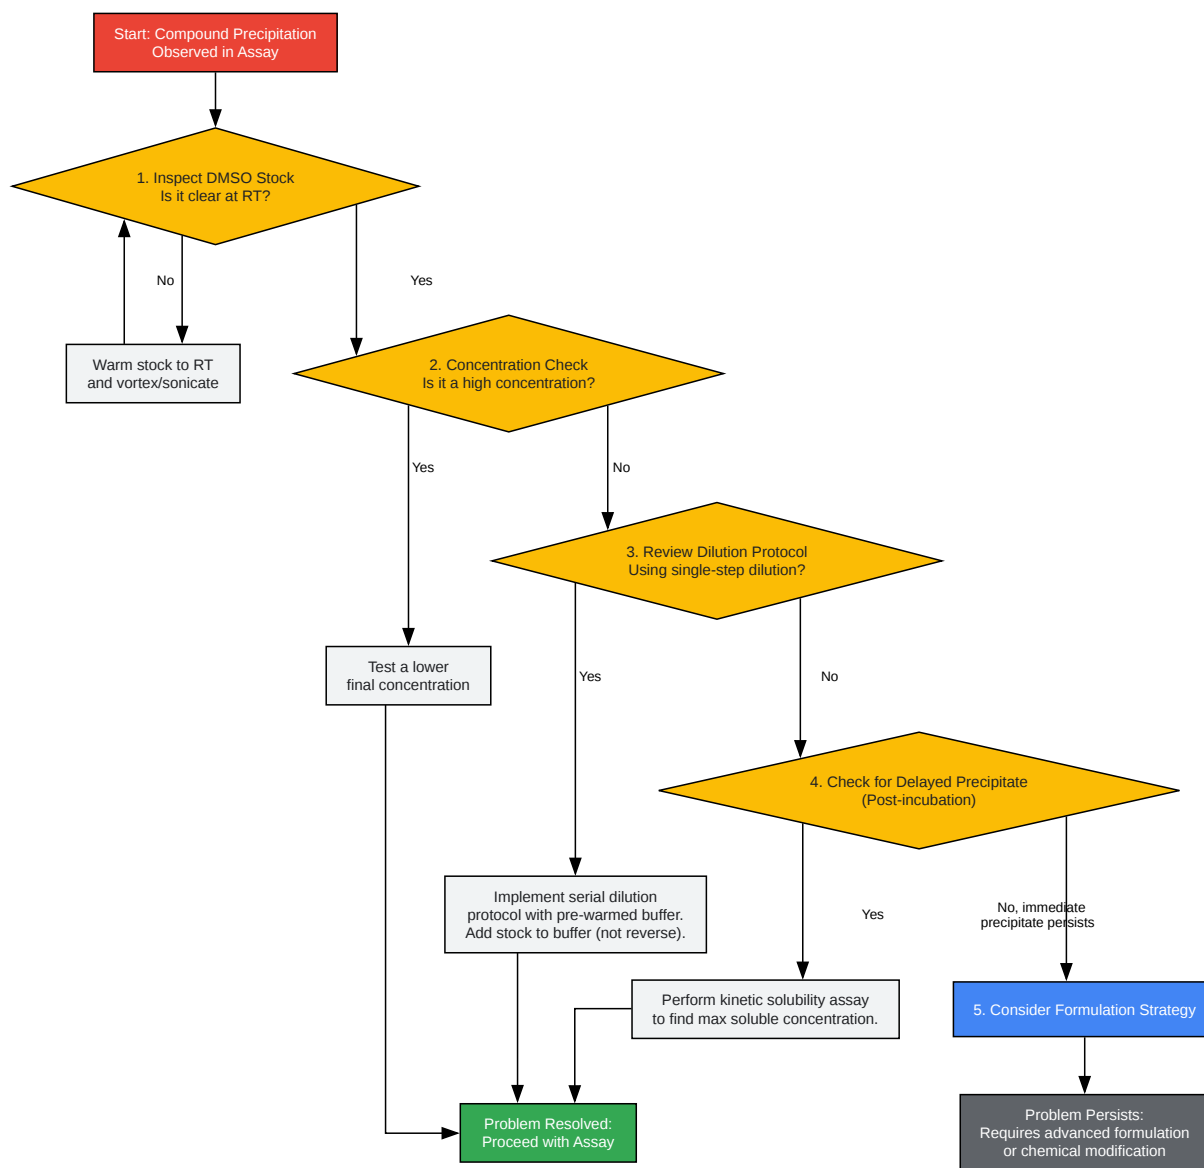 Start: Compound Precipitation
Observed in Assay
1. Inspect DMSO Stock
Is it clear at RT?
No
Yes
Warm stock to RT
and vortex/sonicate
2. Concentration Check
Is it a high concentration?
Yes
No
3. Review Dilution Protocol
Using single-step dilution?
Test a lower
final concentration
Yes
No
4. Check for Delayed Precipitate
(Post-incubation)
Implement serial dilution
protocol with pre-warmed buffer.
Add stock to buffer (not reverse).
Yes
No, immediate
precipitate persists
Perform kinetic solubility assay
to find max soluble concentration.
5. Consider Formulation Strategy
Problem Resolved:
Proceed with Assay
Problem Persists:
Requires advanced formulation
or chemical modification